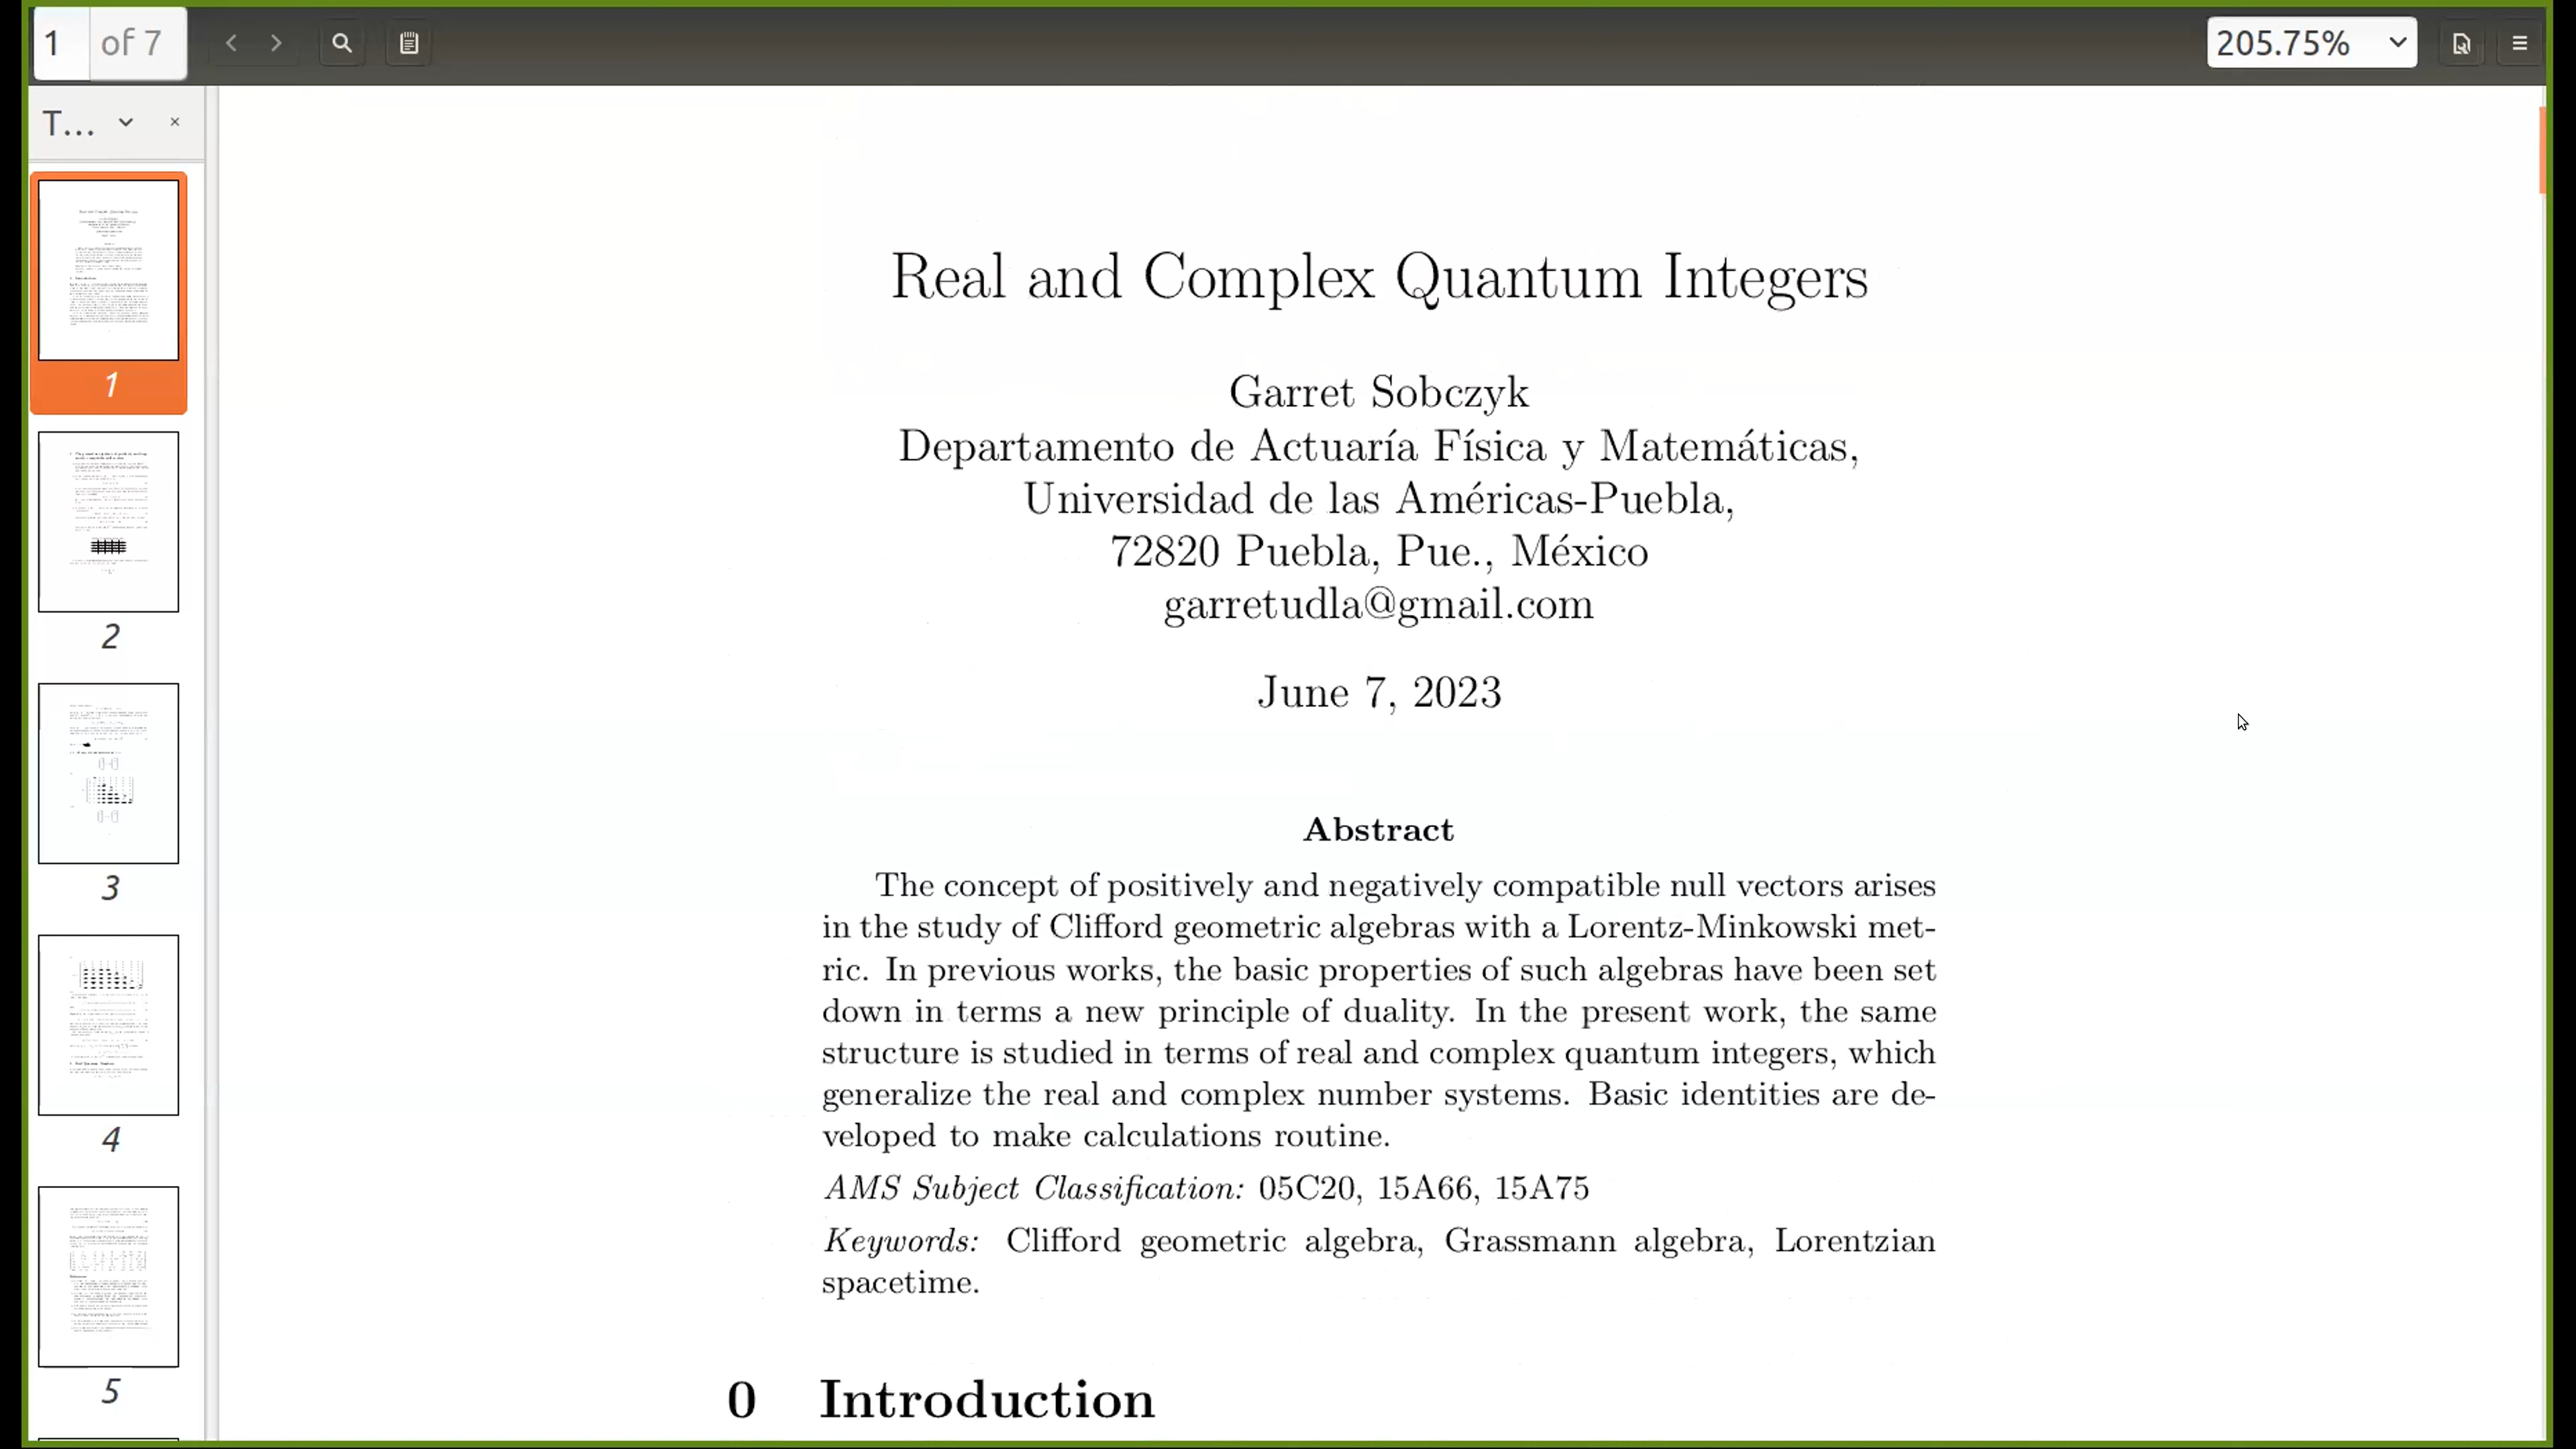 1 of 7
205.75%
T...
1
2
3
4
5
Real and Complex Quantum Integers
Garret Sobczyk
Departamento de Actuaría Física y Matemáticas,
Universidad de las Américas-Puebla,
72820 Puebla, Pue., México
garretudla@gmail.com
June 7, 2023
Abstract
The concept of positively and negatively compatible null vectors arises
in the study of Clifford geometric algebras with a Lorentz-Minkowski met-
ric. In previous works, the basic properties of such algebras have been set
down in terms a new principle of duality. In the present work, the same
structure is studied in terms of real and complex quantum integers, which
generalize the real and complex number systems. Basic identities are de-
veloped to make calculations routine.
AMS Subject Classification: 05C20, 15A66, 15A75
Keywords: Clifford geometric algebra, Grassmann algebra, Lorentzian
spacetime.
0 Introduction